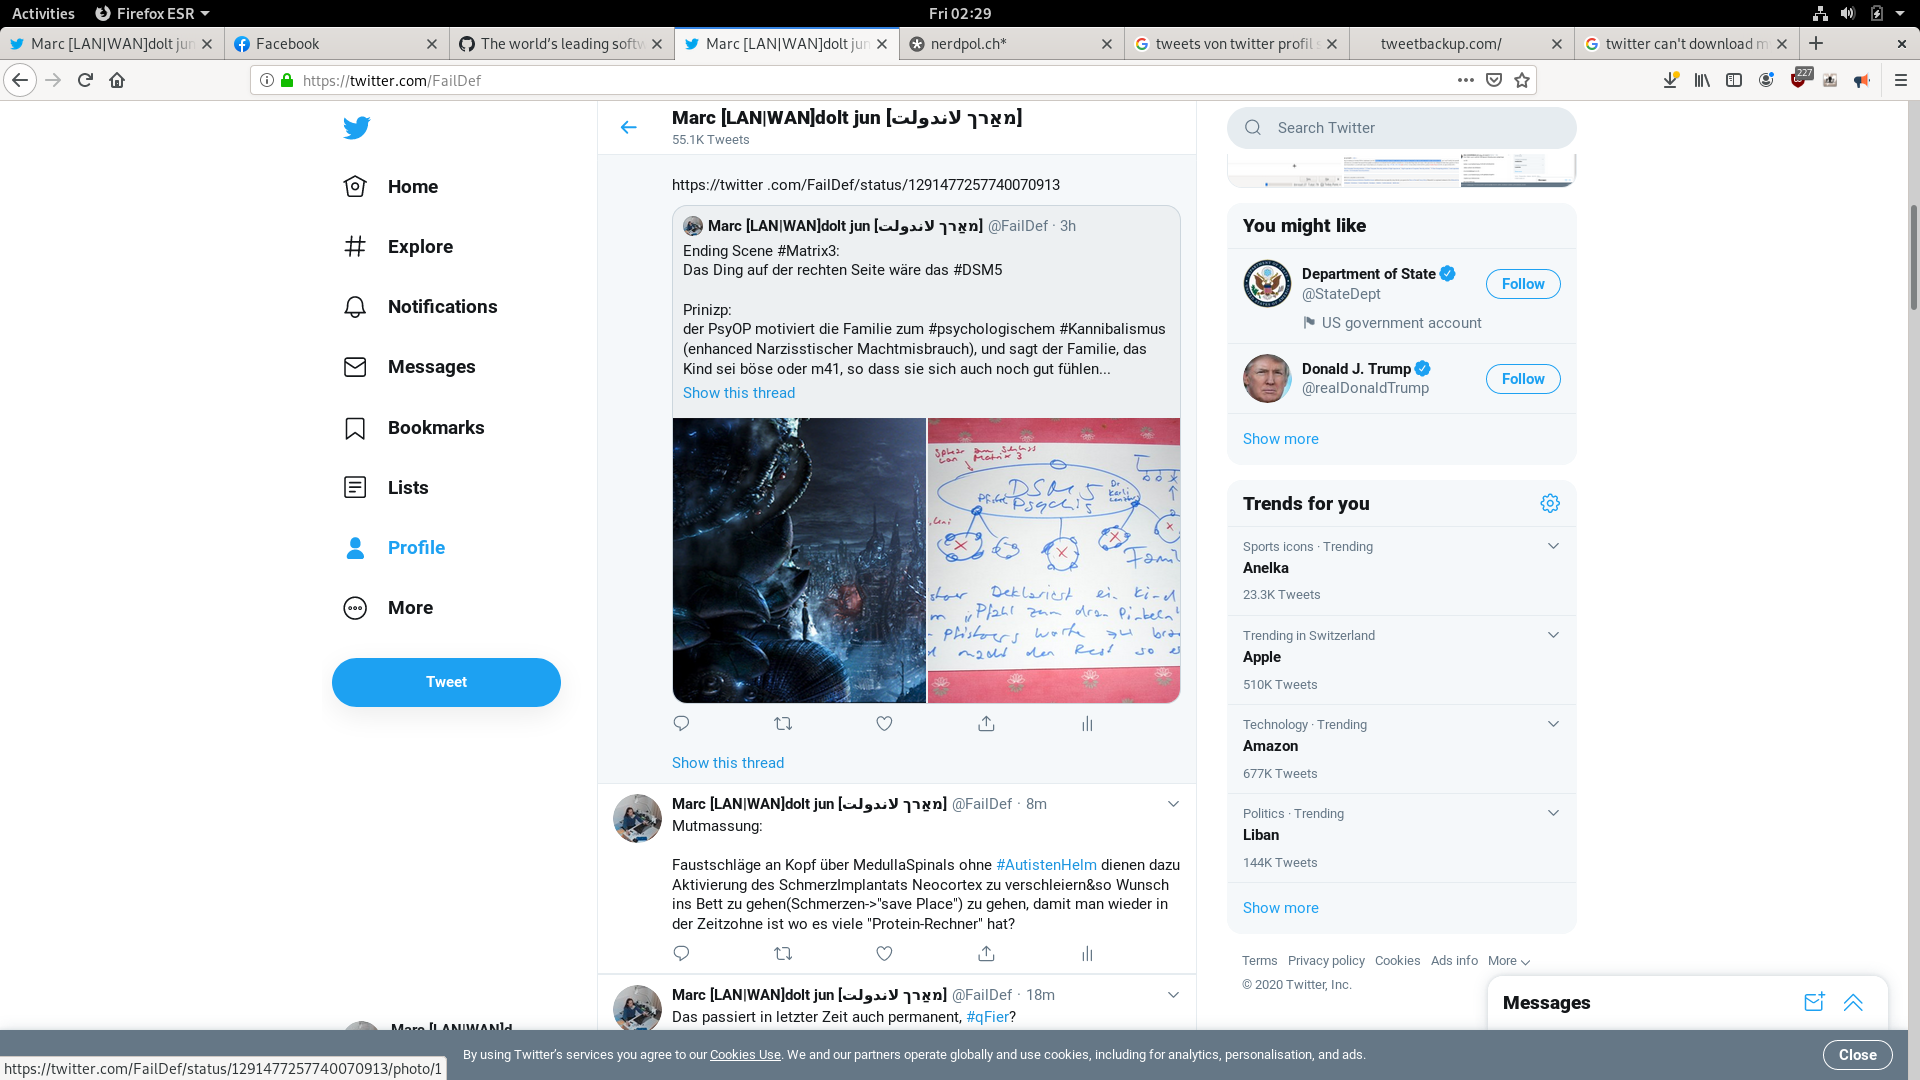 Activities
Firefox ESR
Fri 02:29
Marc [LAN|WAN]dolt jun
Facebook
The world's leading softw
Marc [LAN|WAN]dolt jun
nerdpol.ch*
tweets von twitter profil s
tweetbackup.com/
twitter can't download m
https://twitter.com/FailDef
227
Home
Explore
Notifications
Messages
Bookmarks
Lists
Profile
More
Tweet
Marc [LAN|WAN]d
Marc [LAN|WAN]dolt jun [מאַרך لاندولت]
55.1K Tweets
https://twitter .com/FailDef/status/1291477257740070913
Marc [LAN|WAN]dolt jun [מאַרך لاندولت] @FailDef · 3h
Ending Scene #Matrix3:
Das Ding auf der rechten Seite wäre das #DSM5
Prinizp:
der PsyOP motiviert die Familie zum #psychologischem #Kannibalismus
(enhanced Narzisstischer Machtmisbrauch), und sagt der Familie, das
Kind sei böse oder m41, so dass sie sich auch noch gut fühlen...
Show this thread
Matrix 3
DSM 5
Psychis
Dr
Deklariert ein Kind
"Pfahl zum dran Pinkeln"
Pfisters Worte
macht den Rest so
Show this thread
Marc [LAN|WAN]dolt jun [מאַרך لاندولت] @FailDef · 8m
Mutmassung:
Faustschläge an Kopf über MedullaSpinals ohne #AutistenHelm dienen dazu
Aktivierung des SchmerzImplantats Neocortex zu verschleiern&so Wunsch
ins Bett zu gehen(Schmerzen->"save Place") zu gehen, damit man wieder in
der Zeitzohne ist wo es viele "Protein-Rechner" hat?
Marc [LAN|WAN]dolt jun [מאַרך لاندولت] @FailDef · 18m
Das passiert in letzter Zeit auch permanent, #qFier?
Search Twitter
You might like
Department of State
@StateDept
US government account
Follow
Donald J. Trump
@realDonaldTrump
Follow
Show more
Trends for you
Sports icons · Trending
Anelka
23.3K Tweets
Trending in Switzerland
Apple
510K Tweets
Technology · Trending
Amazon
677K Tweets
Politics · Trending
Liban
144K Tweets
Show more
Terms Privacy policy Cookies Ads info More
© 2020 Twitter, Inc.
Messages
By using Twitter's services you agree to our Cookies Use. We and our partners operate globally and use cookies, including for analytics, personalisation, and ads.
Close
https://twitter.com/FailDef/status/1291477257740070913/photo/1